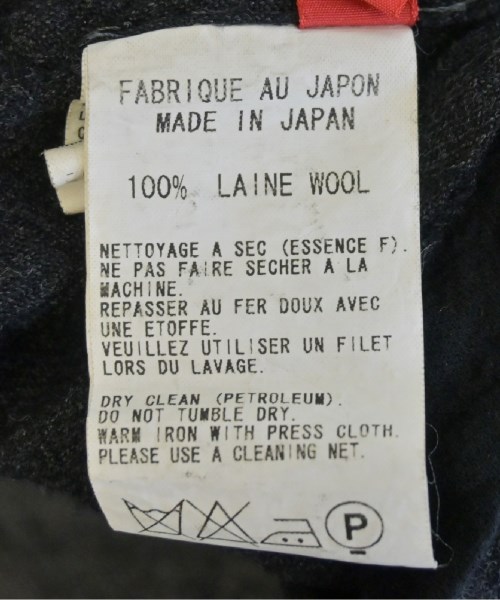 FABRIQUE AU JAPON
MADE IN JAPAN
100% LAINE WOOL
NETTOYAGE A SEC (ESSENCE F).
NE PAS FAIRE SECHER A LA
MACHINE.
REPASSER AU FER DOUX AVEC
UNE ETOFFE.
VEUILLEZ UTILISER UN FILET
LORS DU LAVAGE.
DRY CLEAN (PETROLEUM).
DO NOT TUMBLE DRY.
WARM IRON WITH PRESS CLOTH.
PLEASE USE A CLEANING NET.
P